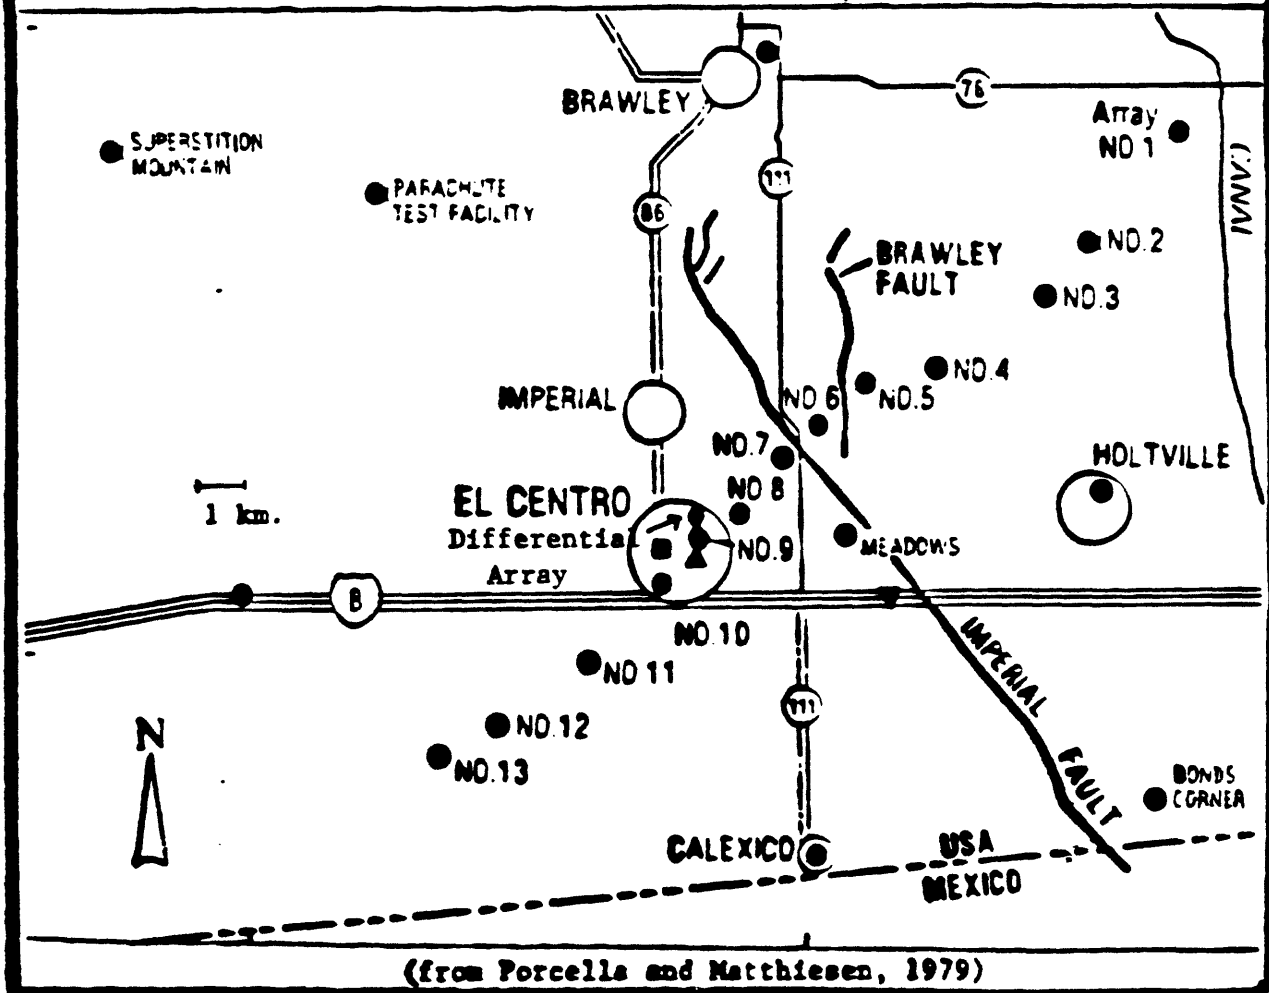 BRAWLEY
78
Array
NO 1
SUPERSTITION
MOUNTAIN
111
CANAL
PARACHUTE
TEST FACILITY
86
NO.2
BRAWLEY
FAULT
NO.3
NO.4
IMPERIAL
NO 6
NO.5
NO.7
HOLTVILLE
1 km.
EL CENTRO
NO 8
Differential
Array
NO.9
MEADOWS
8
NO.10
IMPERIAL
FAULT
NO 11
111
N
NO.12
NO.13
BONDS
CORNER
CALEXICO
USA
MEXICO
(from Porcella and Matthiesen, 1979)